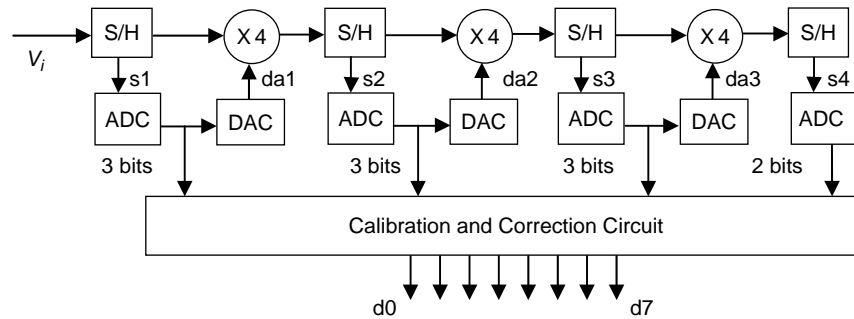 S/H X 4 S/H X 4 S/H X 4 S/H
Vi s1 da1 s2 da2 s3 da3 s4
ADC DAC ADC DAC ADC DAC ADC
3 bits 3 bits 3 bits 2 bits
Calibration and Correction Circuit
d0 d7